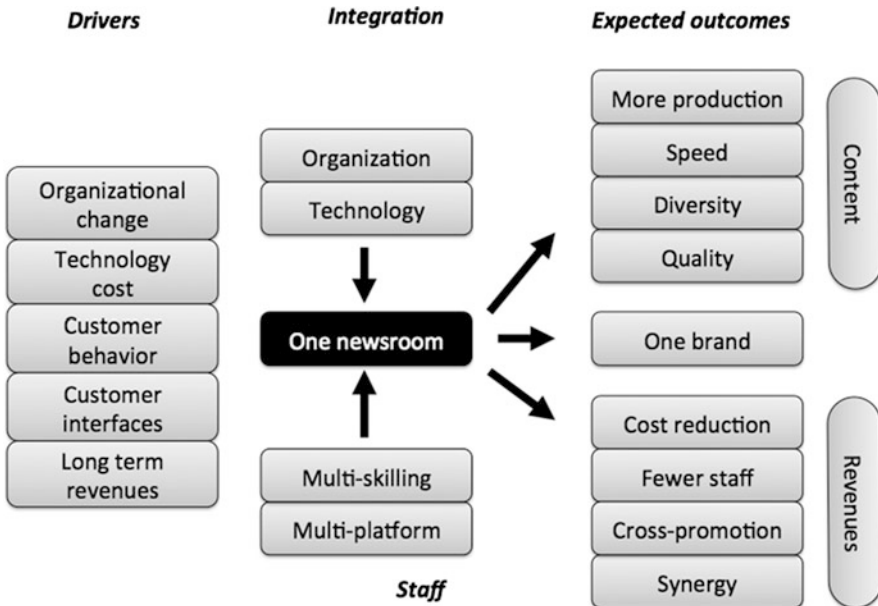 Drivers
Integration
Expected outcomes
Organizational
change
Technology
cost
Customer
behavior
Customer
interfaces
Long term
revenues
Organization
Technology
One newsroom
Multi-skilling
Multi-platform
Staff
More production
Speed
Diversity
Quality
Content
One brand
Cost reduction
Fewer staff
Cross-promotion
Synergy
Revenues